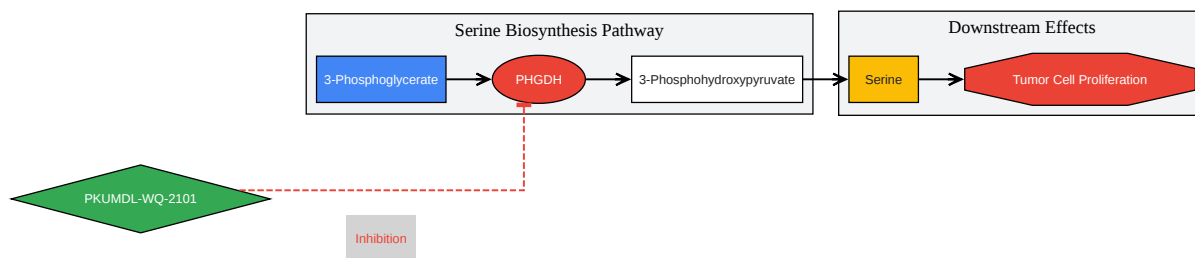 Serine Biosynthesis Pathway
Downstream Effects
3-Phosphoglycerate
PHGDH
3-Phosphohydroxypyruvate
Serine
Tumor Cell Proliferation
PKUMDL-WQ-2101
Inhibition